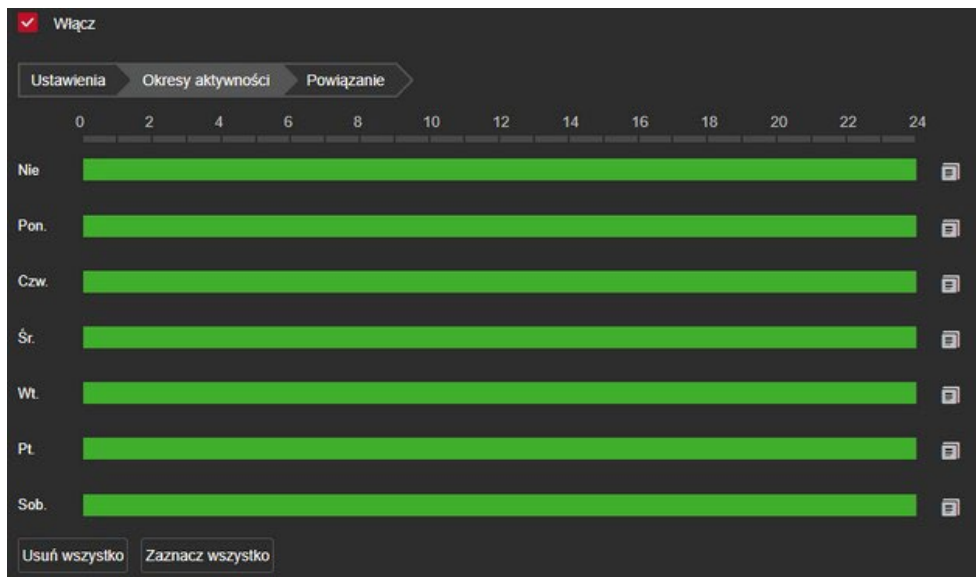 Włącz
Ustawienia Okresy aktywności Powiązanie
0 2 4 6 8 10 12 14 16 18 20 22 24
Nie
Pon.
Czw.
Śr.
Wt.
Pt.
Sob.
Usuń wszystko Zaznacz wszystko